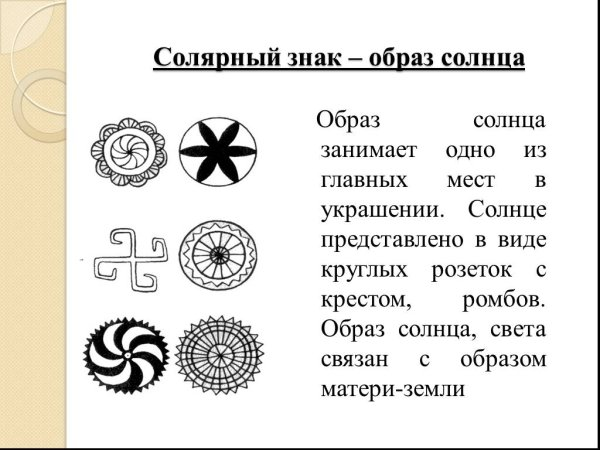 Солярный знак – образ солнца
Образ солнца
занимает одно из
главных мест в
украшении. Солнце
представлено в виде
круглых розеток с
крестом, ромбов.
Образ солнца, света
связан с образом
матери-земли